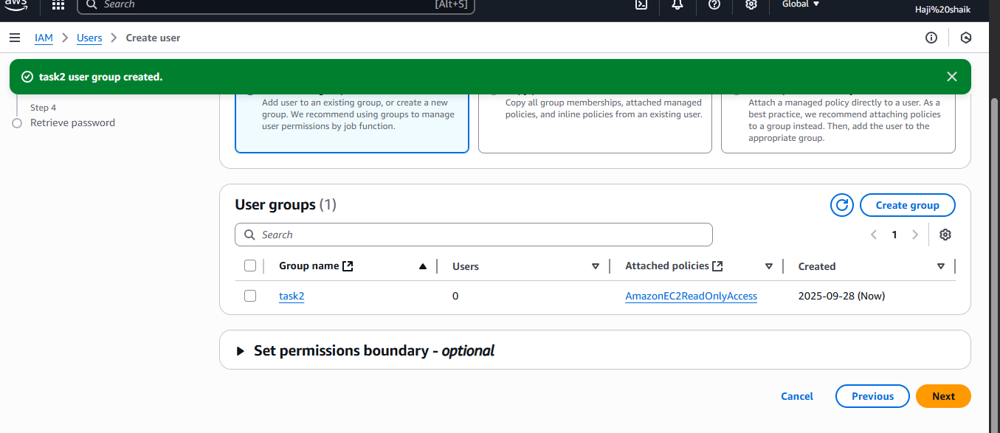 aws
Search
[Alt+S]
Global
Haji%20shaik
IAM
Users
Create user
task2 user group created.
Step 4
Retrieve password
Add user to an existing group, or create a new
group. We recommend using groups to manage
user permissions by job function.
Copy all group memberships, attached managed
policies, and inline policies from an existing user.
Attach a managed policy directly to a user. As a
best practice, we recommend attaching policies
to a group instead. Then, add the user to the
appropriate group.
User groups (1)
Create group
Search
1
Group name
Users
Attached policies
Created
task2
0
AmazonEC2ReadOnlyAccess
2025-09-28 (Now)
Set permissions boundary - optional
Cancel
Previous
Next